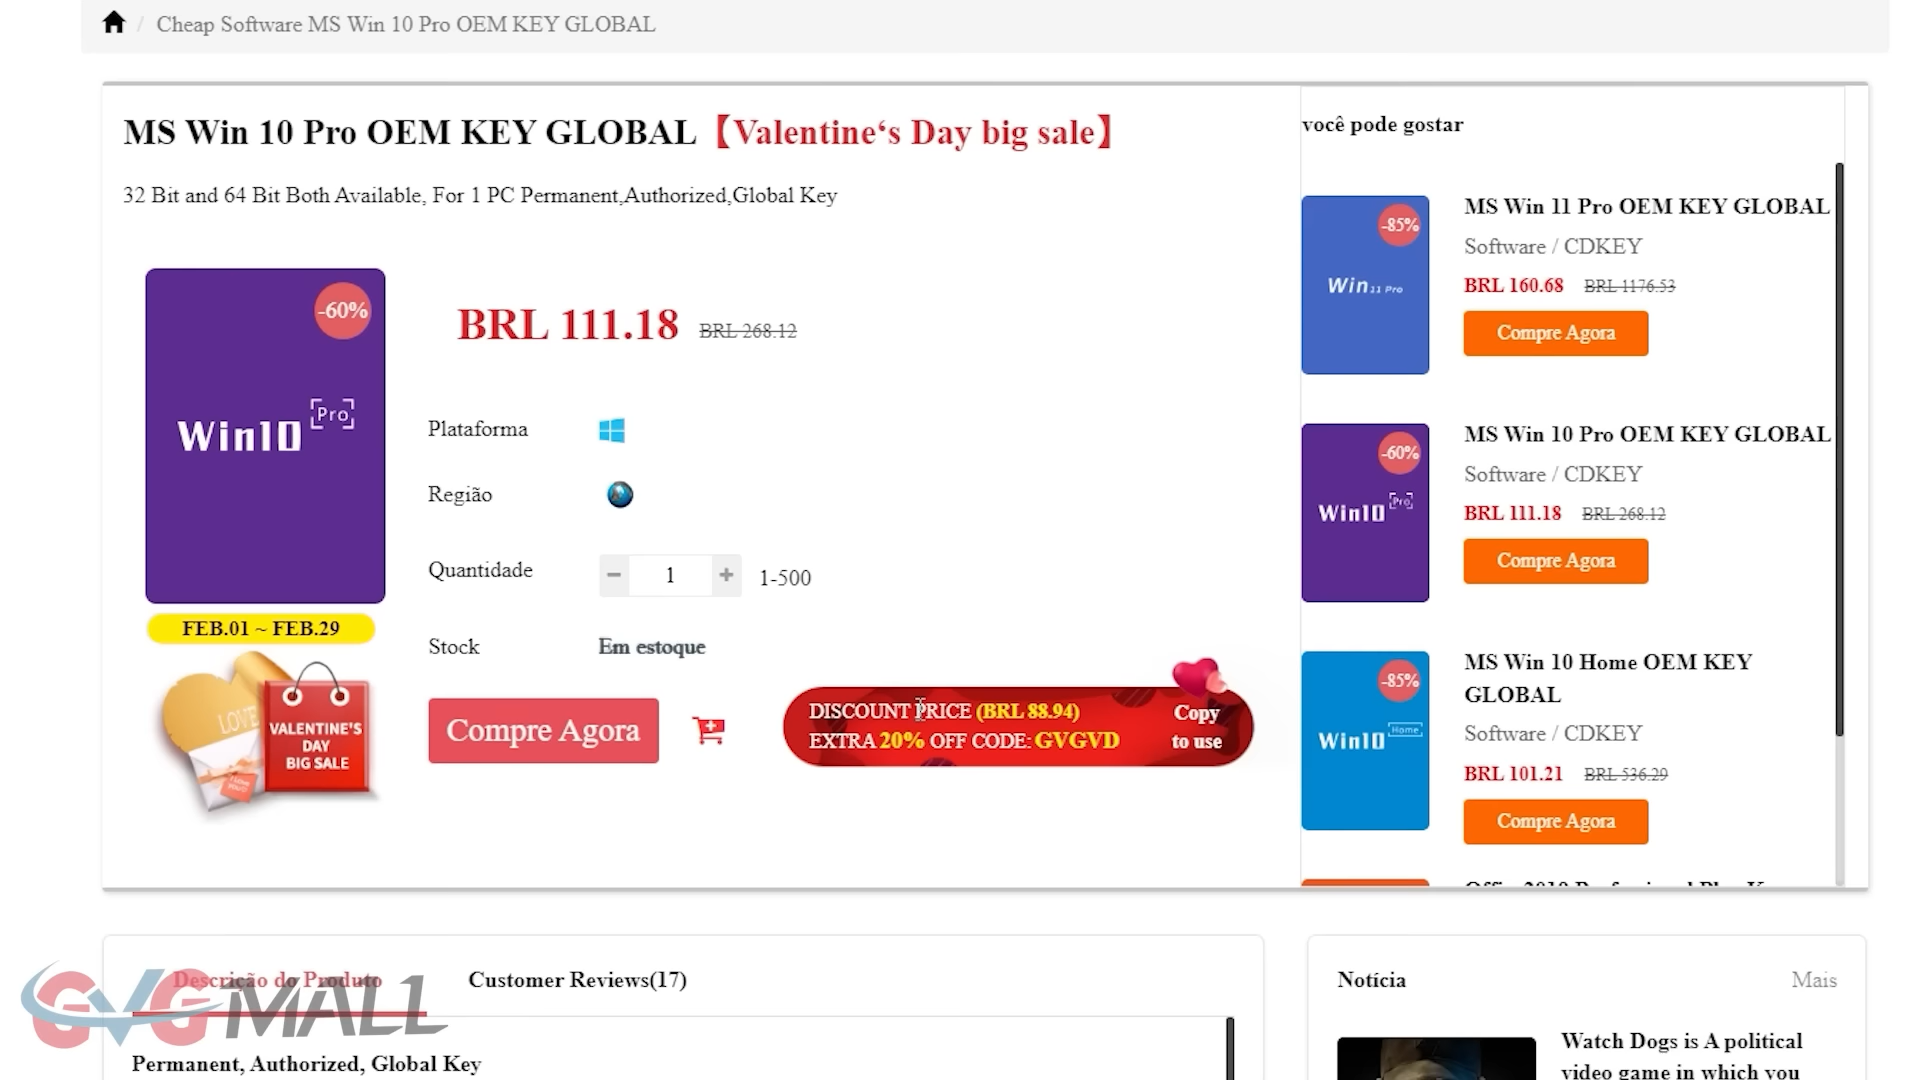 / Cheap Software MS Win 10 Pro OEM KEY GLOBAL
MS Win 10 Pro OEM KEY GLOBAL【Valentine‘s Day big sale】
32 Bit and 64 Bit Both Available, For 1 PC Permanent,Authorized,Global Key
-60%
Win10 Pro
FEB.01 ~ FEB.29
LOVE
VALENTINE'S
DAY
BIG SALE
BRL 111.18 BRL 268.12
Plataforma
Região
Quantidade − 1 + 1-500
Stock Em estoque
Compre Agora
DISCOUNT PRICE (BRL 88.94)
EXTRA 20% OFF CODE: GVGVD
Copy
to use
você pode gostar
-85%
Win11 Pro
MS Win 11 Pro OEM KEY GLOBAL
Software / CDKEY
BRL 160.68 BRL 1176.53
Compre Agora
-60%
Win10 Pro
MS Win 10 Pro OEM KEY GLOBAL
Software / CDKEY
BRL 111.18 BRL 268.12
Compre Agora
-85%
Win10 Home
MS Win 10 Home OEM KEY
GLOBAL
Software / CDKEY
BRL 101.21 BRL 536.29
Compre Agora
Descrição do Produto
Customer Reviews(17)
GVGMALL
Permanent, Authorized, Global Key
Notícia Mais
Watch Dogs is A political
video game in which you